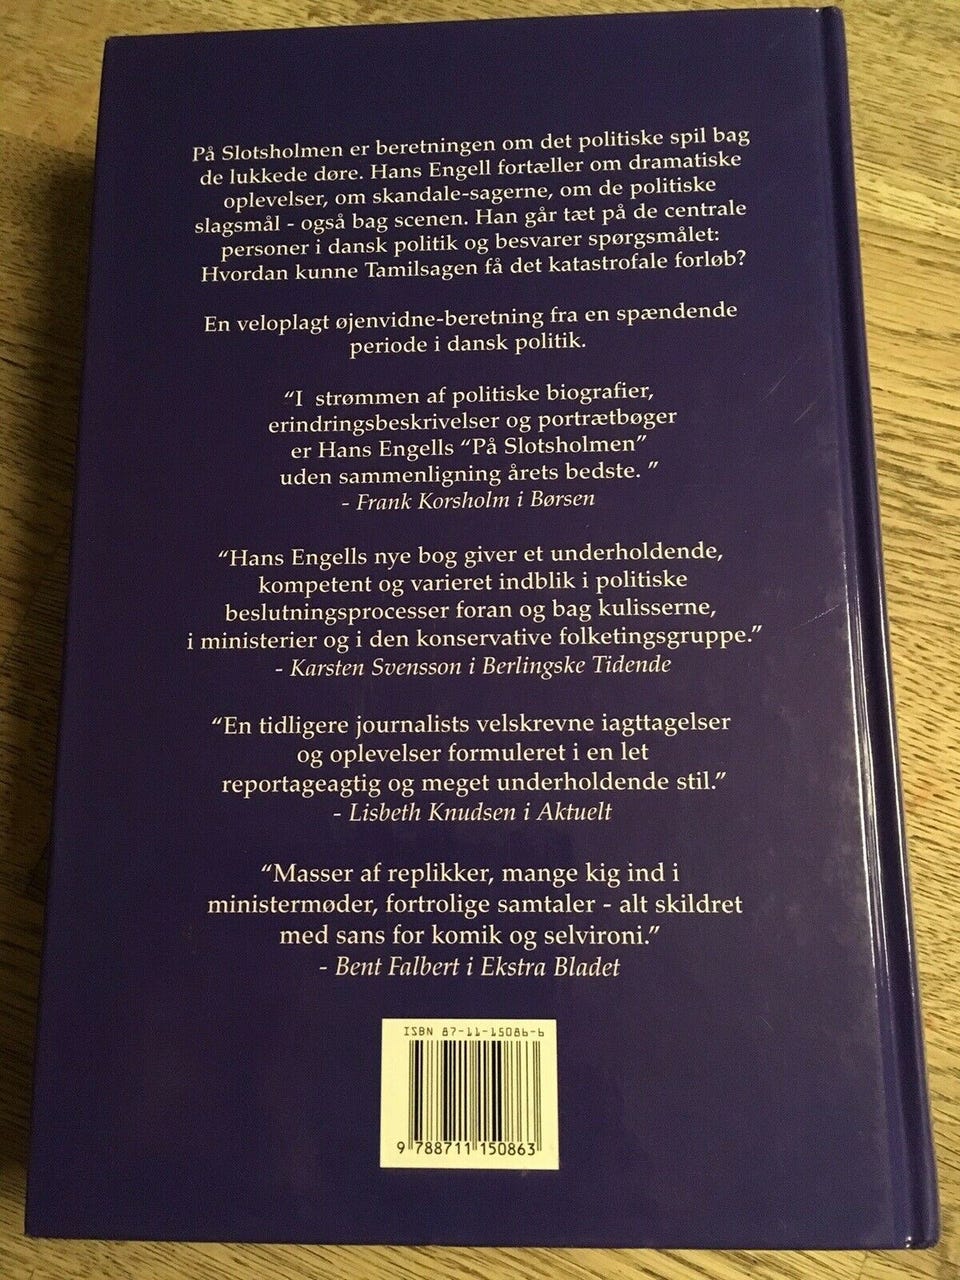 På Slotsholmen er beretningen om det politiske spil bag
de lukkede døre. Hans Engell fortæller om dramatiske
oplevelser, om skandale-sagerne, om de politiske
slagsmål - også bag scenen. Han går tæt på de centrale
personer i dansk politik og besvarer spørgsmålet:
Hvordan kunne Tamilsagen få det katastrofale forløb?
En veloplagt øjenvidne-beretning fra en spændende
periode i dansk politik.
“I strømmen af politiske biografier,
erindringsbeskrivelser og portrætbøger
er Hans Engells “På Slotsholmen”
uden sammenligning årets bedste. ”
- Frank Korsholm i Børsen
“Hans Engells nye bog giver et underholdende,
kompetent og varieret indblik i politiske
beslutningsprocesser foran og bag kulisserne,
i ministerier og i den konservative folketingsgruppe.”
- Karsten Svensson i Berlingske Tidende
“En tidligere journalists velskrevne iagttagelser
og oplevelser formuleret i en let
reportageagtig og meget underholdende stil.”
- Lisbeth Knudsen i Aktuelt
“Masser af replikker, mange kig ind i
ministermøder, fortrolige samtaler - alt skildret
med sans for komik og selvironi.”
- Bent Falbert i Ekstra Bladet
ISBN 87-11-15086-6
9 788711 150863